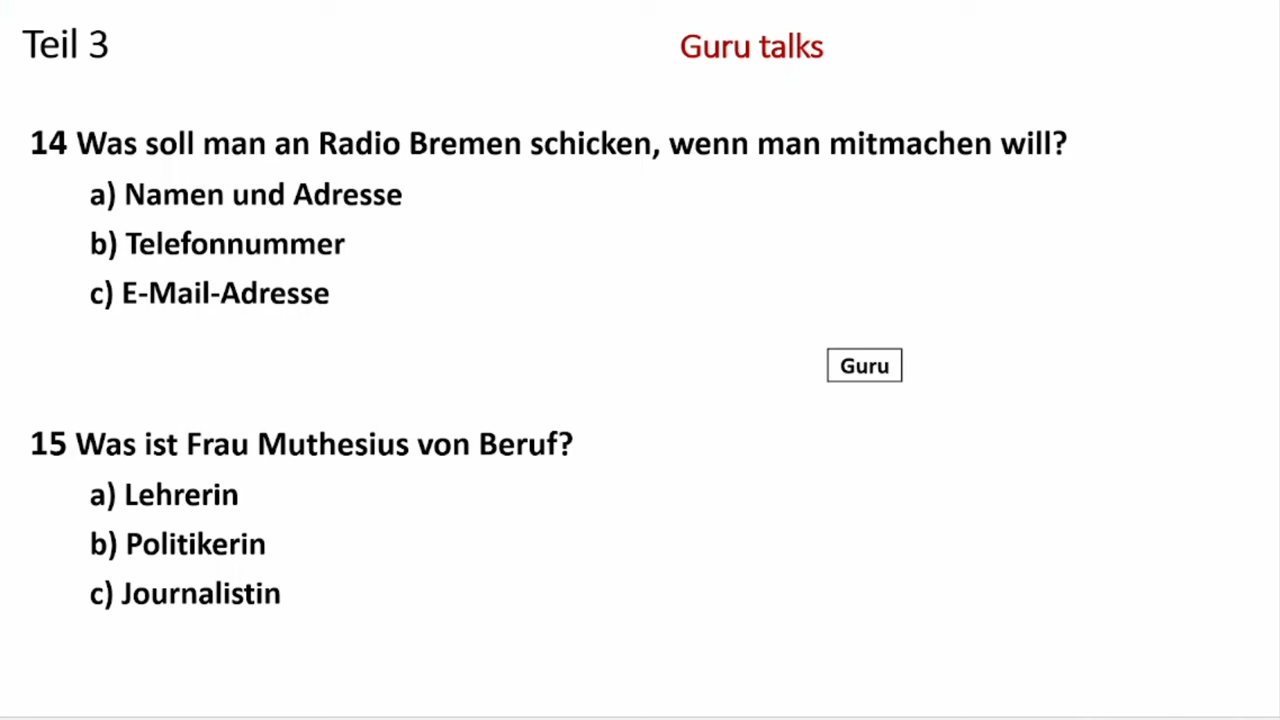 Teil 3
Guru talks
14 Was soll man an Radio Bremen schicken, wenn man mitmachen will?
a) Namen und Adresse
b) Telefonnummer
c) E-Mail-Adresse
Guru
15 Was ist Frau Muthesius von Beruf?
a) Lehrerin
b) Politikerin
c) Journalistin